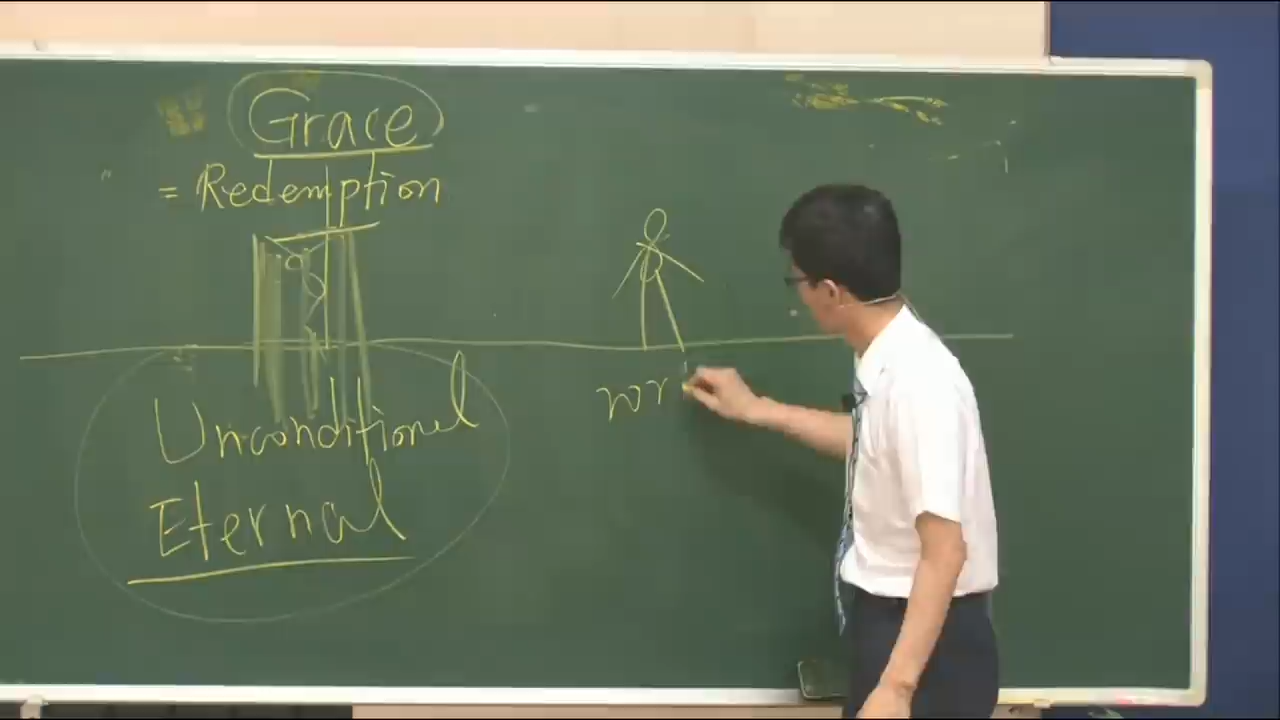 Grace
= Redemption
Unconditional
Eternal
wr